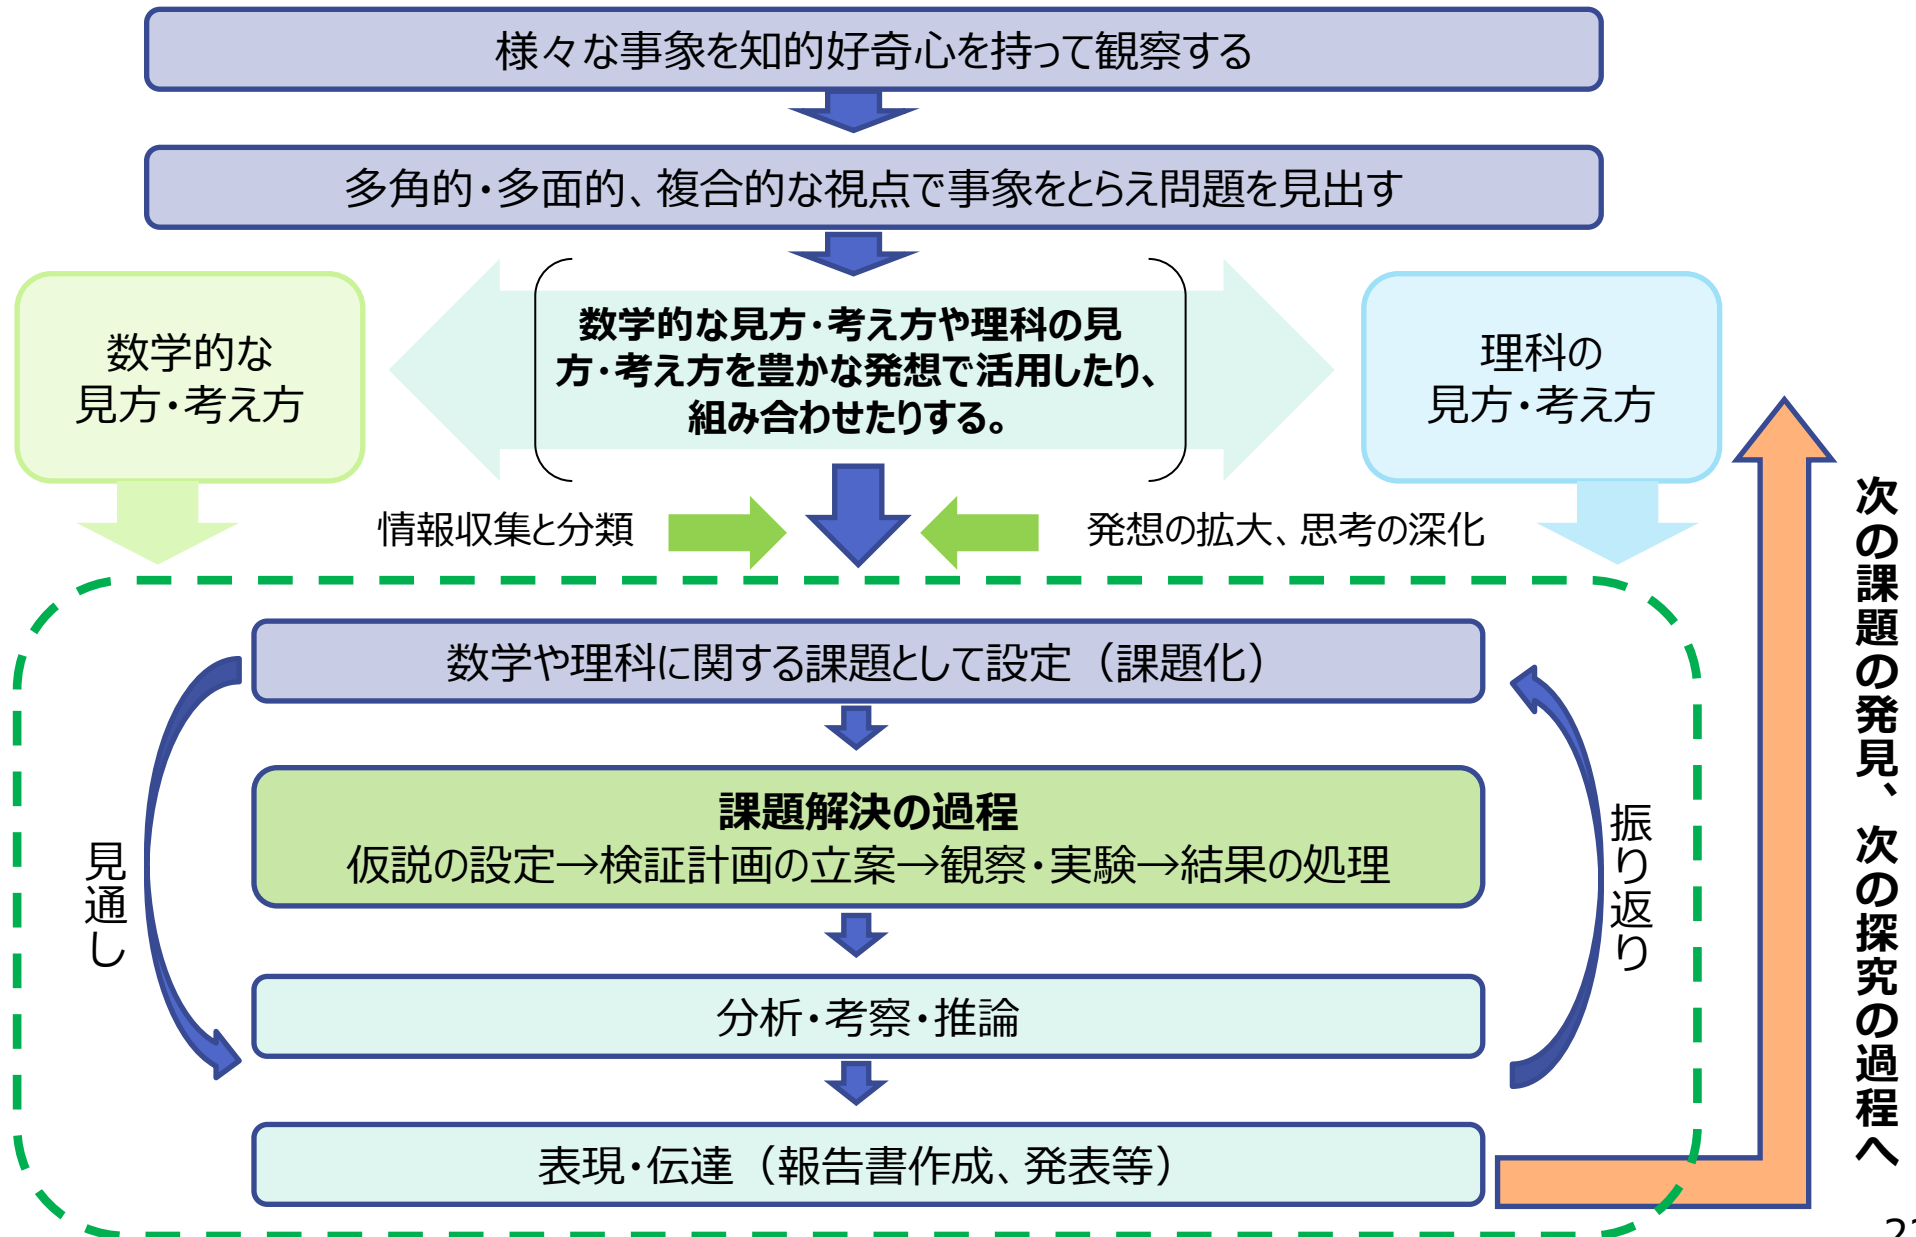 様々な事象を知的好奇心を持って観察する
多角的・多面的、複合的な視点で事象をとらえ問題を見出す
数学的な
見方・考え方
数学的な見方・考え方や理科の見
方・考え方を豊かな発想で活用したり、
組み合わせたりする。
理科の
見方・考え方
情報収集と分類
発想の拡大、思考の深化
数学や理科に関する課題として設定（課題化）
課題解決の過程
仮説の設定→検証計画の立案→観察・実験→結果の処理
分析・考察・推論
表現・伝達（報告書作成、発表等）
見通し
振り返り
次の課題の発見、次の探究の過程へ